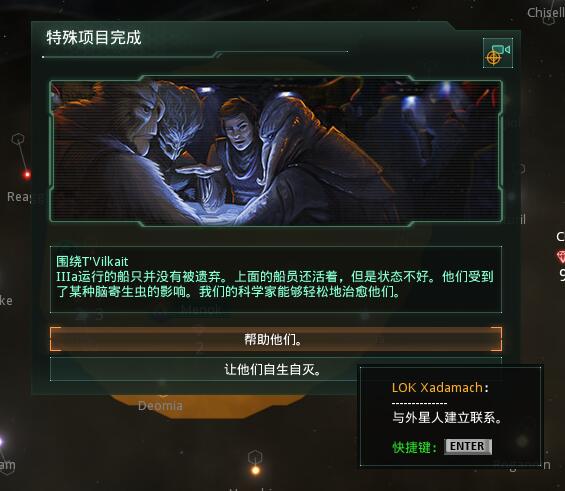 Chisell
特殊项目完成
Reag
围绕T'Vilkait
IIIa运行的船只并没有被遗弃。上面的船员还活着，但是状态不好。他们受到
了某种脑寄生虫的影响。我们的科学家能够轻松地治愈他们。
3
Manok
帮助他们。
2
让他们自生自灭。
LOK Xadamach:
--------------
与外星人建立联系。
快捷键: ENTER
Deomia